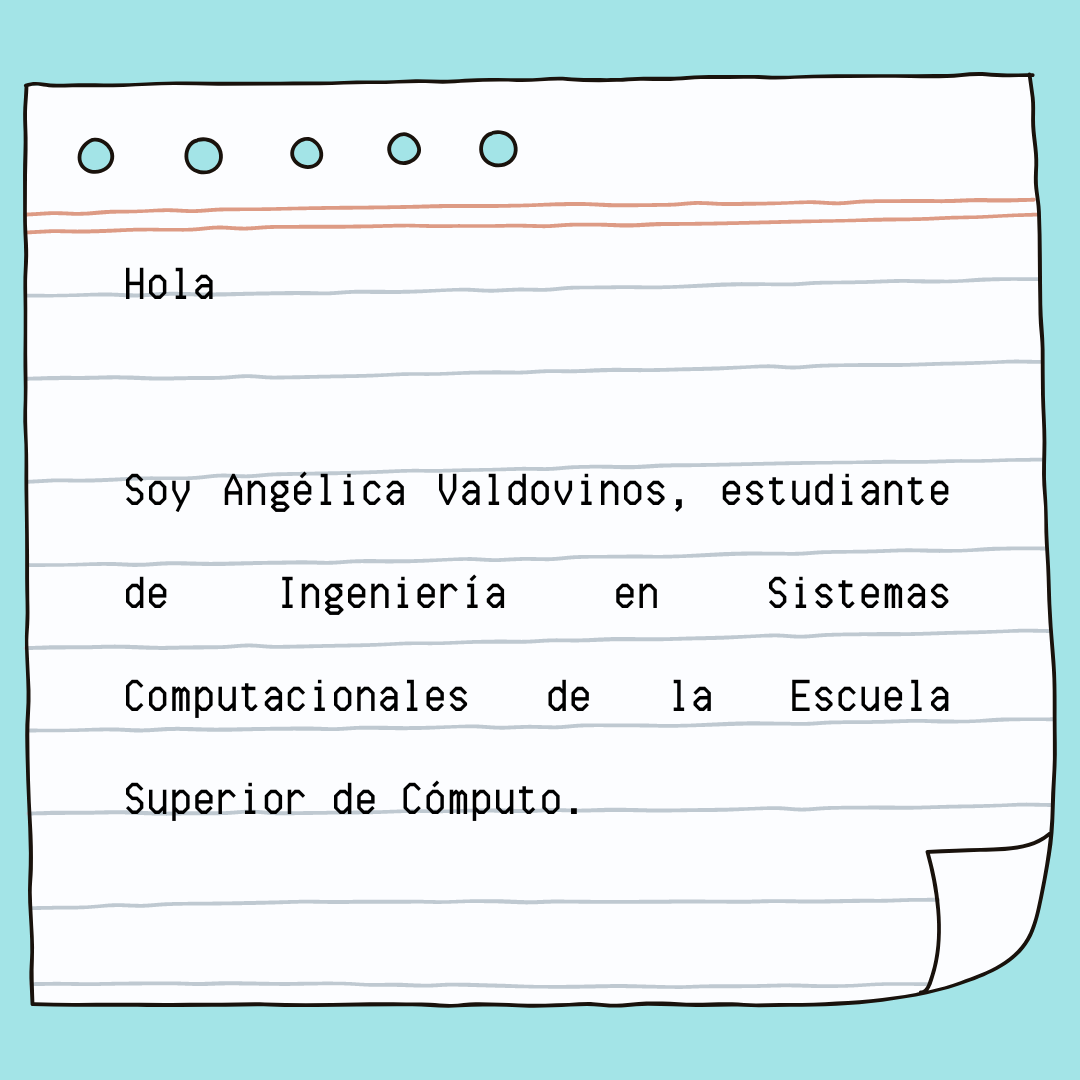 Hola
Soy Angélica Valdovinos, estudiante
de Ingeniería en Sistemas
Computacionales de la Escuela
Superior de Cómputo.